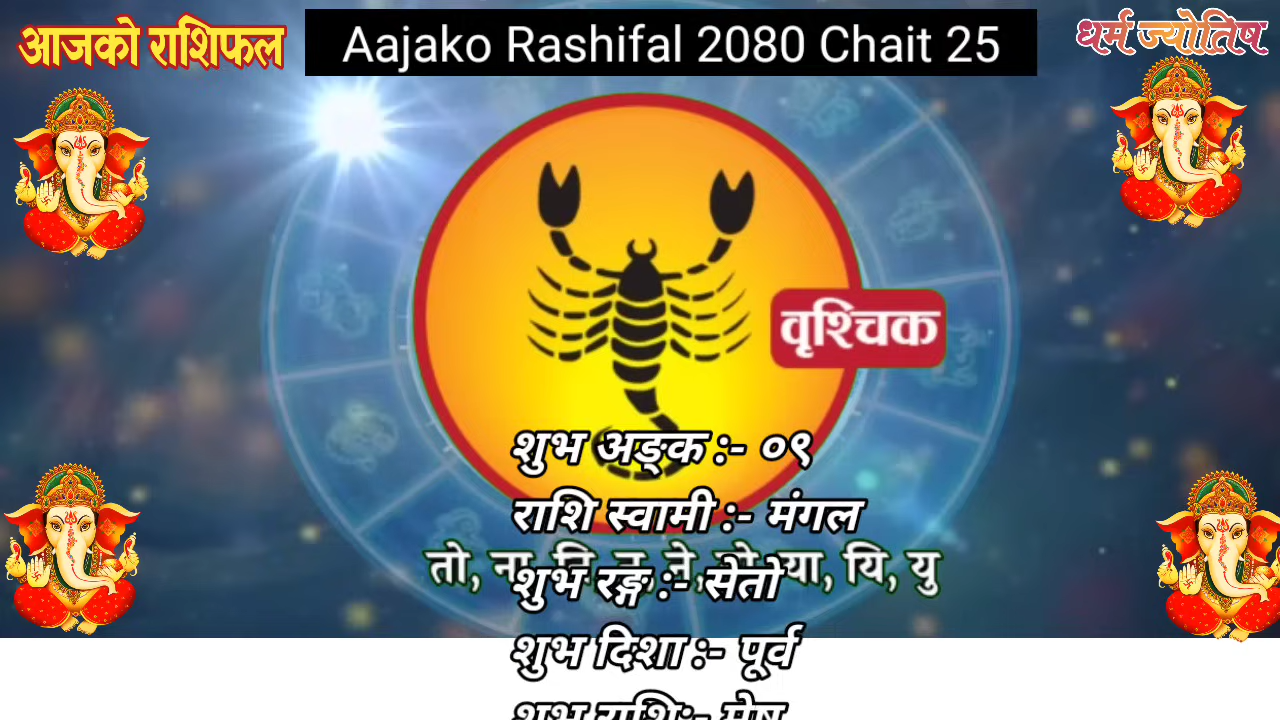 आजको राशिफल
Aajako Rashifal 2080 Chait 25
धर्म ज्योतिष
वृश्चिक
शुभ अङ्क :- ०९
राशि स्वामी :- मंगल
तो, ना, नि, नु, ने, नो, या, यि, यु
शुभ रङ्ग :- सेतो
शुभ दिशा :- पूर्व
शुभ राशि:- मेष